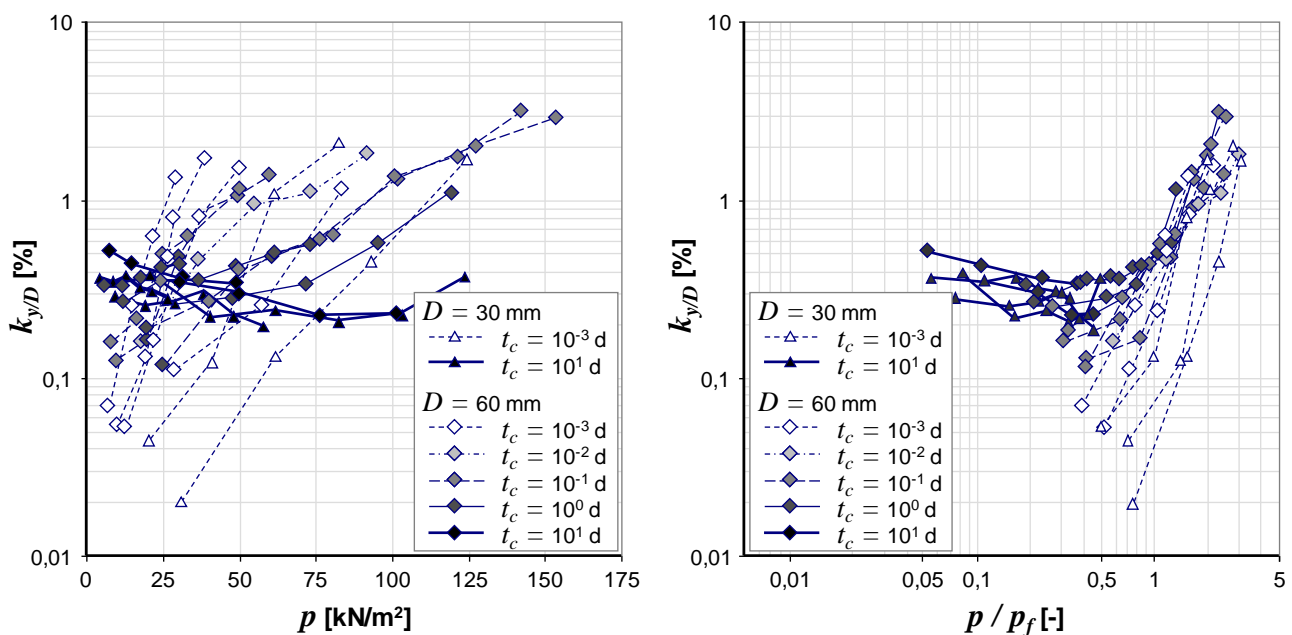 10
1
0,1
0,01
k_y/D [%]
0 25 50 75 100 125 150 175
p [kN/m²]
D = 30 mm
t_c = 10⁻³ d
t_c = 10¹ d
D = 60 mm
t_c = 10⁻³ d
t_c = 10⁻² d
t_c = 10⁻¹ d
t_c = 10⁰ d
t_c = 10¹ d
10
1
0,1
0,01
k_y/D [%]
0,01 0,05 0,1 0,5 1 5
p / p_f [-]
D = 30 mm
t_c = 10⁻³ d
t_c = 10¹ d
D = 60 mm
t_c = 10⁻³ d
t_c = 10⁻² d
t_c = 10⁻¹ d
t_c = 10⁰ d
t_c = 10¹ d